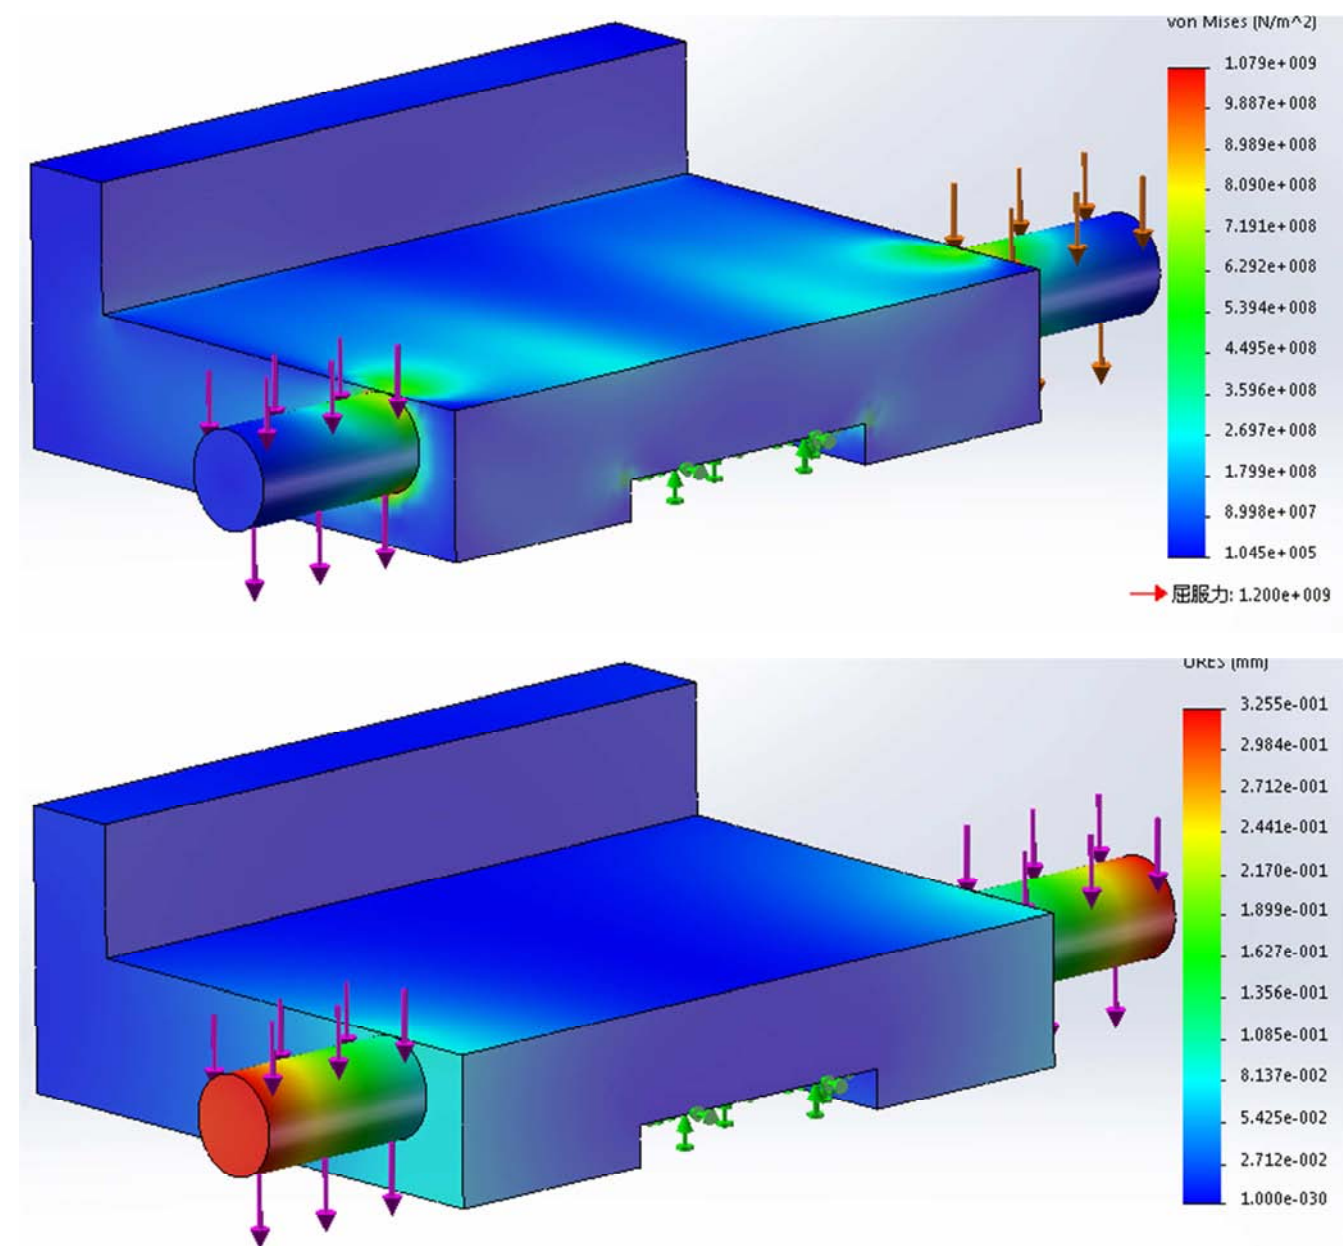 von Mises (N/m^2)
1.079e+009
9.887e+008
8.989e+008
8.090e+008
7.191e+008
6.292e+008
5.394e+008
4.495e+008
3.596e+008
2.697e+008
1.799e+008
8.998e+007
1.045e+005
屈服力: 1.200e+009
URES (mm)
3.255e-001
2.984e-001
2.712e-001
2.441e-001
2.170e-001
1.899e-001
1.627e-001
1.356e-001
1.085e-001
8.137e-002
5.425e-002
2.712e-002
1.000e-030